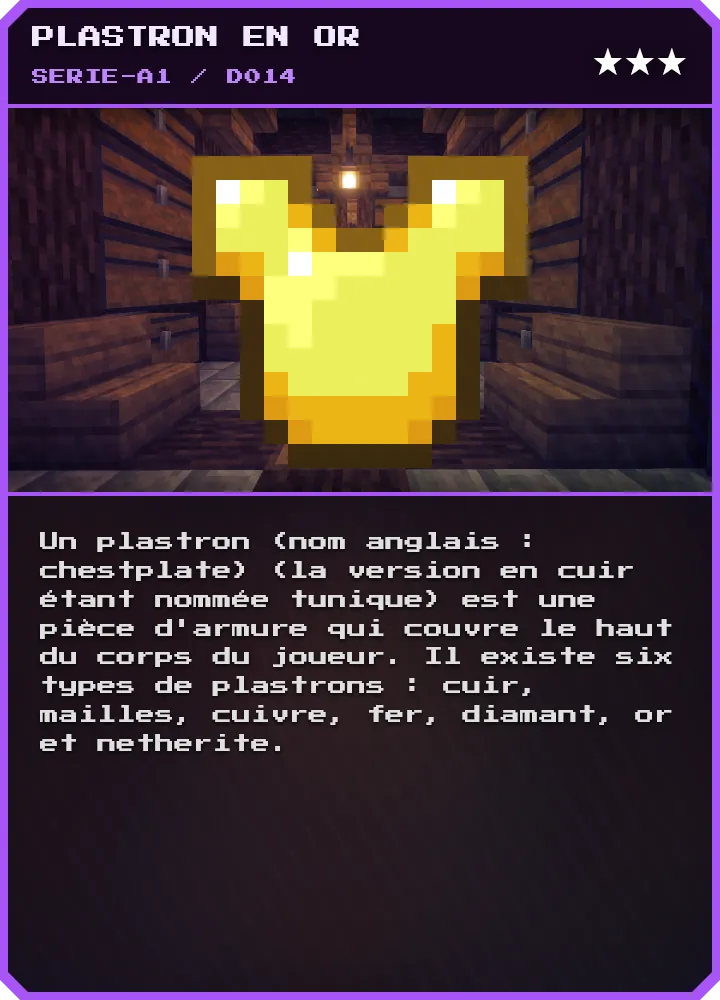 PLASTRON EN OR
SERIE-A1 / D014
★★★
Un plastron (nom anglais :
chestplate) (la version en cuir
étant nommée tunique) est une
pièce d'armure qui couvre le haut
du corps du joueur. Il existe six
types de plastrons : cuir,
mailles, cuivre, fer, diamant, or
et netherite.